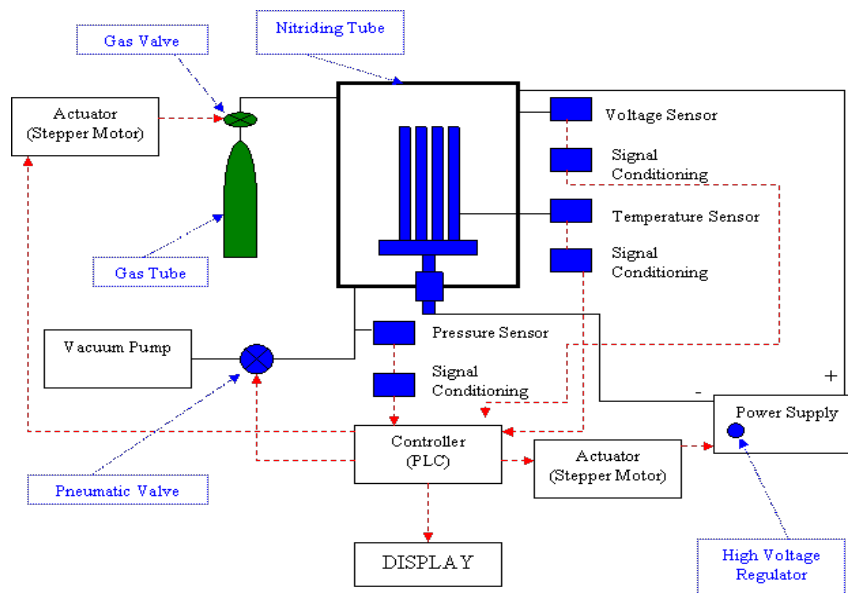 Nitriding Tube
Gas Valve
Actuator
(Stepper Motor)
Voltage Sensor
Signal
Conditioning
Temperature Sensor
Signal
Conditioning
Gas Tube
Pressure Sensor
Vacuum Pump
Signal
Conditioning
-
+
Power Supply
Controller
(PLC)
Actuator
(Stepper Motor)
Pneumatic Valve
DISPLAY
High Voltage
Regulator